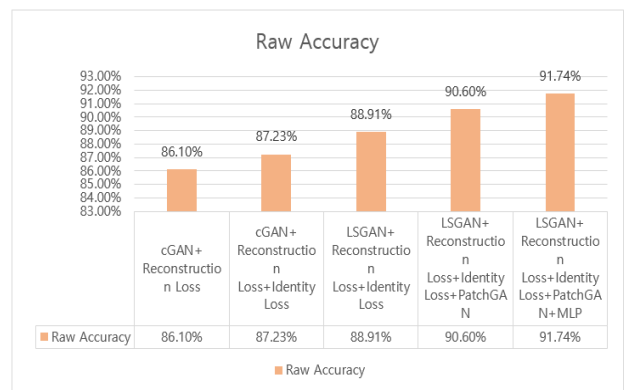 Raw Accuracy
93.00%
92.00%
91.00%
90.00%
89.00%
88.00%
87.00%
86.00%
85.00%
84.00%
83.00%
86.10%
87.23%
88.91%
90.60%
91.74%
cGAN+
Reconstructio
n Loss
cGAN+
Reconstructio
n
Loss+Identity
Loss
LSGAN+
Reconstructio
n
Loss+Identity
Loss
LSGAN+
Reconstructio
n
Loss+Identity
Loss+PatchGA
N
LSGAN+
Reconstructio
n
Loss+Identity
Loss+PatchGA
N+MLP
Raw Accuracy 86.10% 87.23% 88.91% 90.60% 91.74%
Raw Accuracy